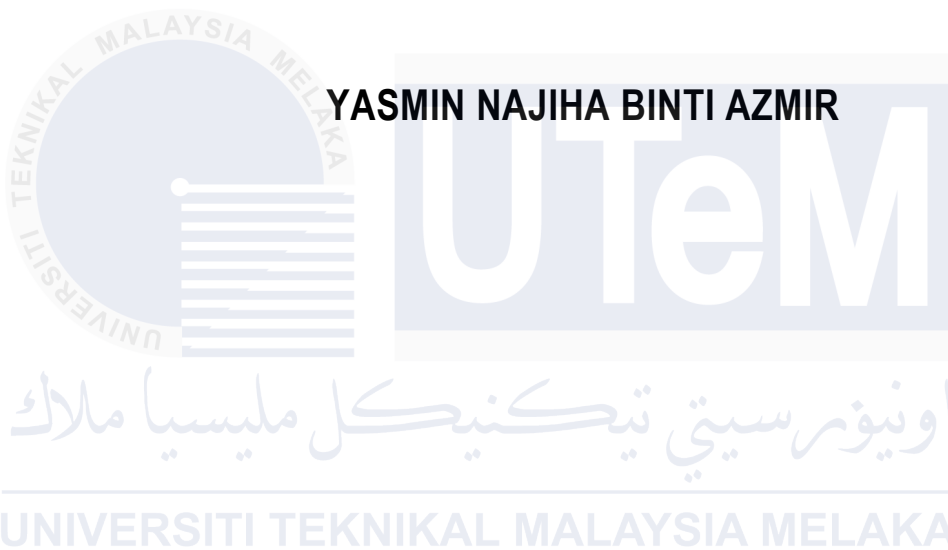 YASMIN NAJIHA BINTI AZMIR
UNIVERSITI TEKNIKAL MALAYSIA MELAKA
UTeM
اونيۏرسيتي تيكنيكل مليسيا ملاك
UNIVERSITI TEKNIKAL MALAYSIA MELAKA